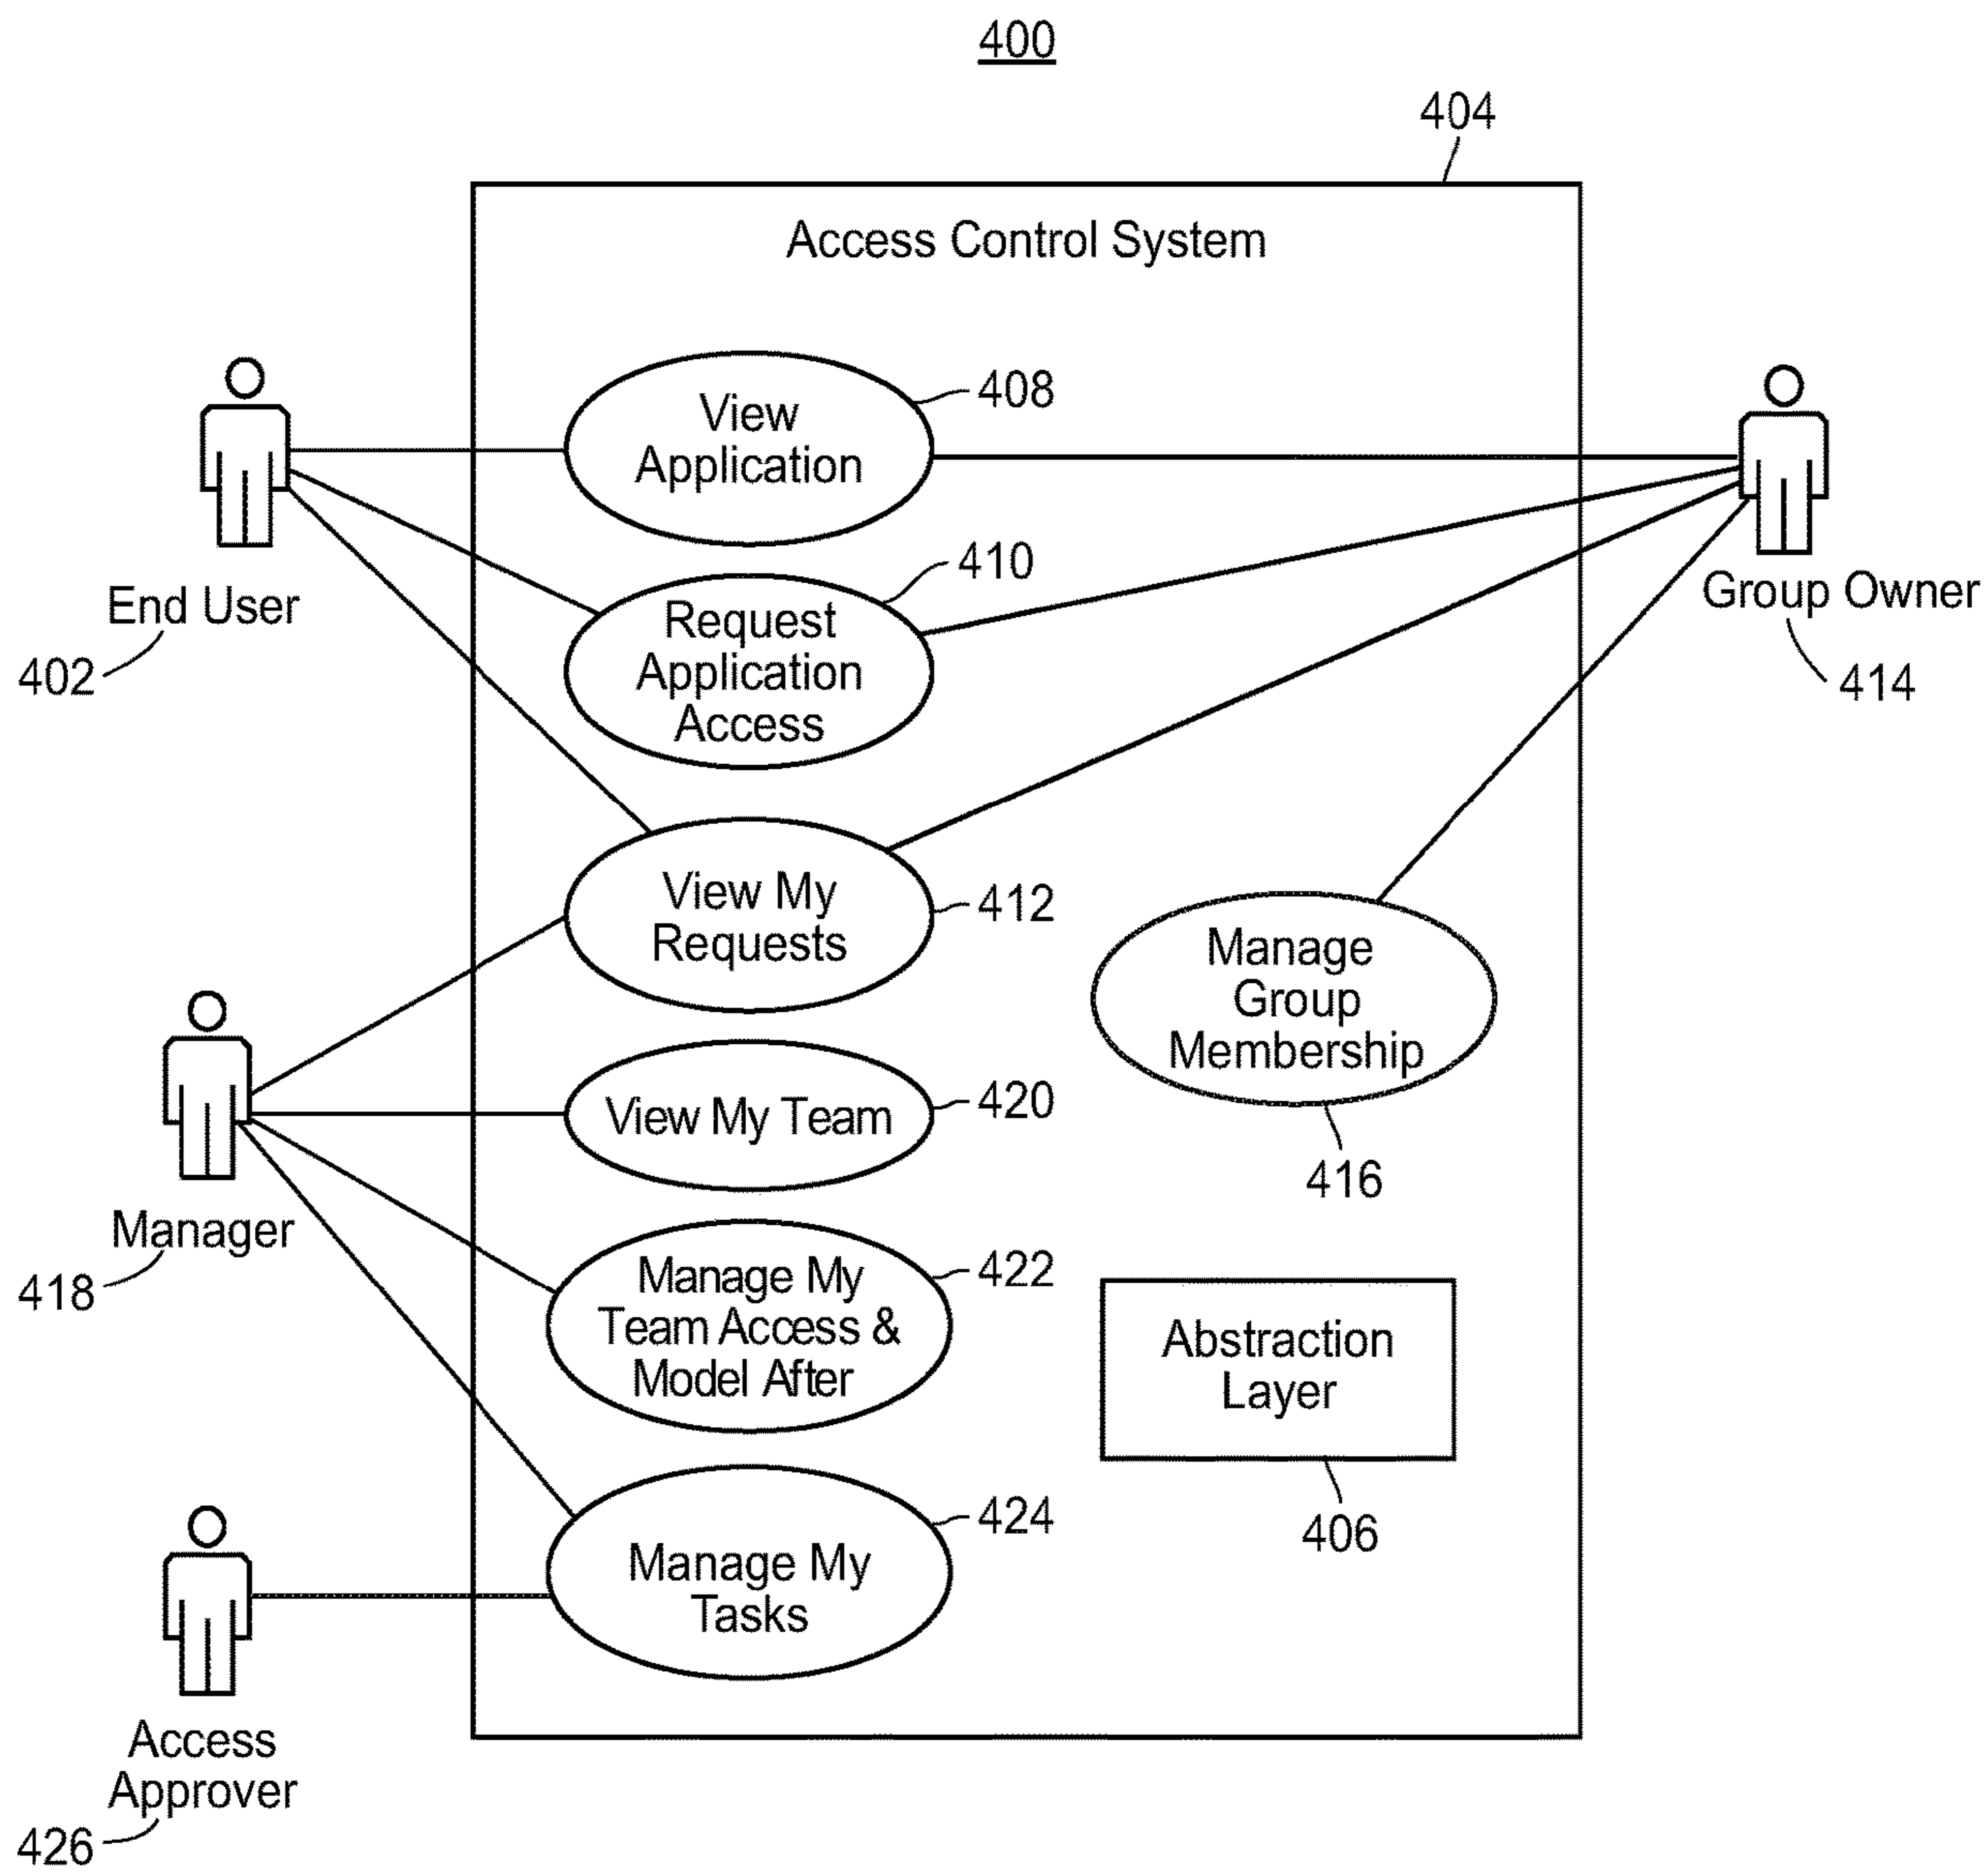 400
404
Access Control System
View
Application
408
Request
Application
Access
410
End User
402
Group Owner
414
View My
Requests
412
Manage
Group
Membership
416
View My Team
420
Manager
418
Manage My
Team Access &
Model After
422
Abstraction
Layer
406
Manage My
Tasks
424
Access
Approver
426